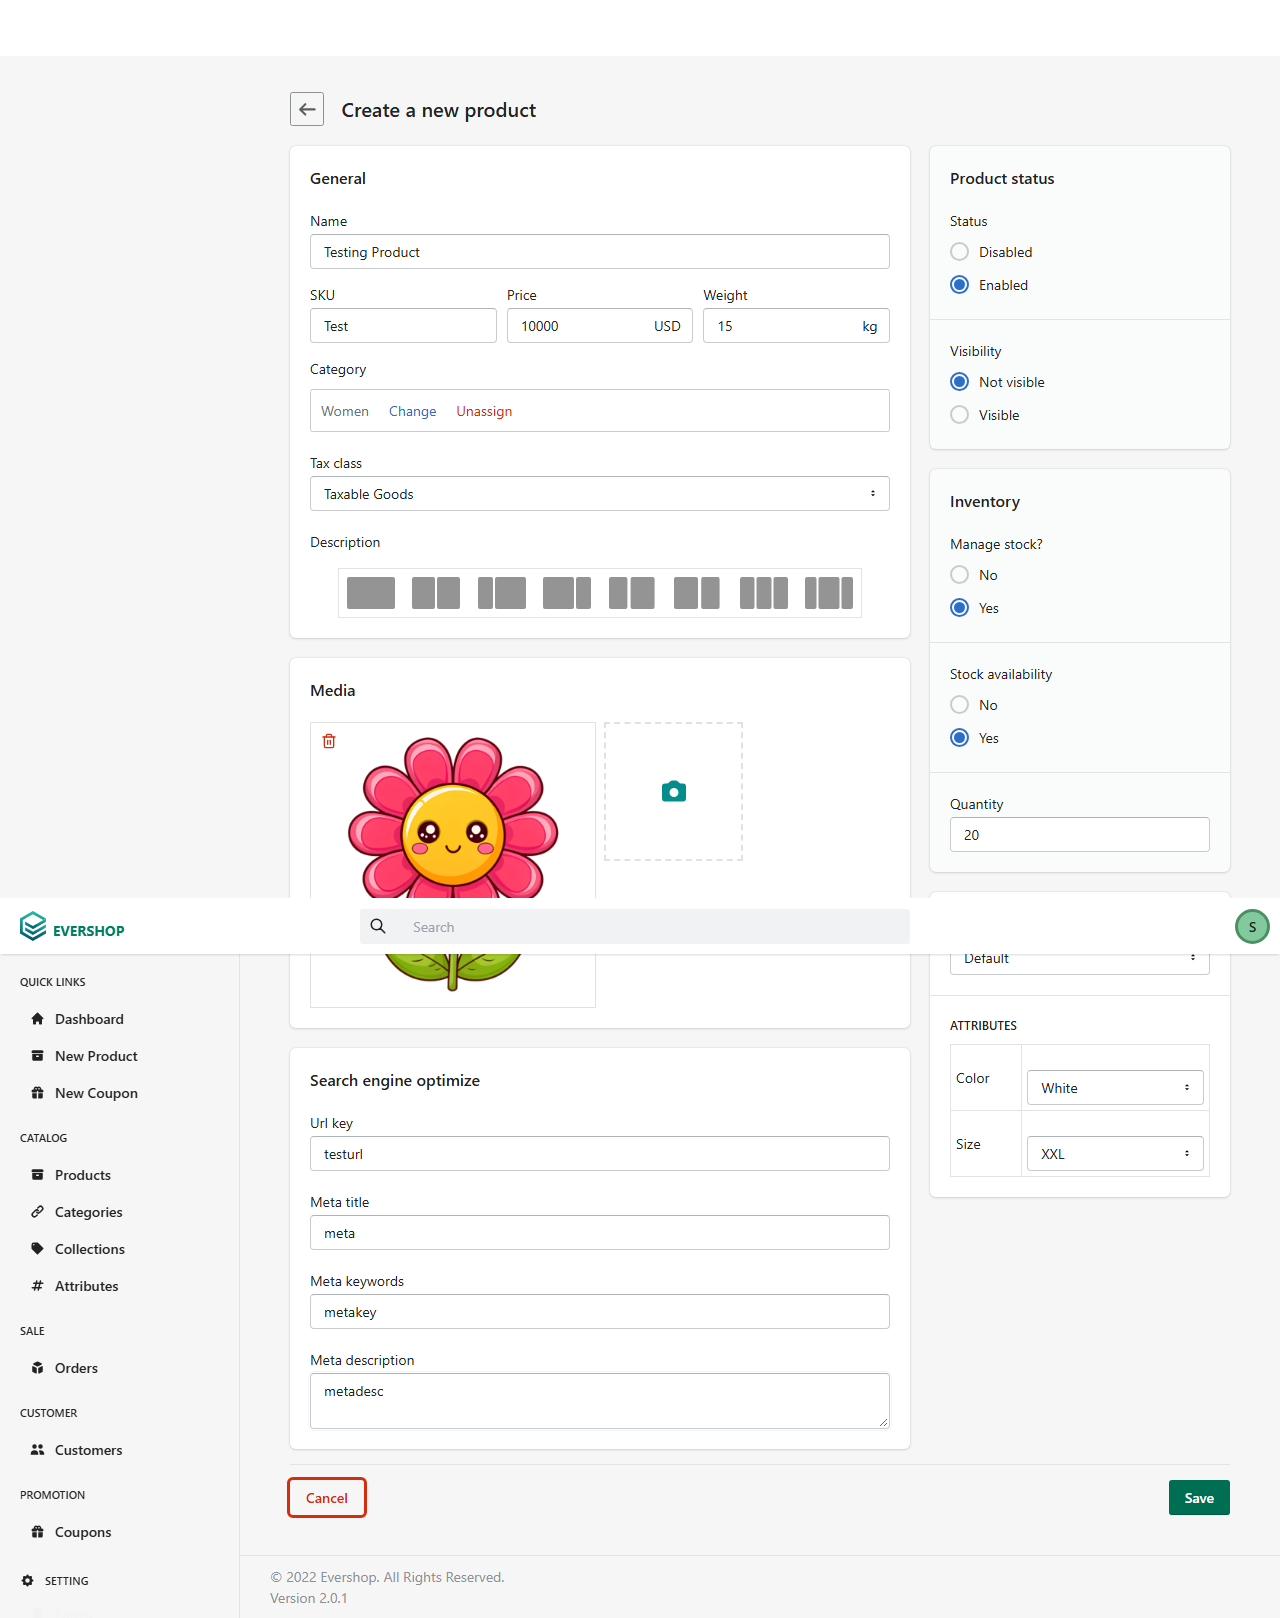 Create a new product
General
Name
Testing Product
SKU
Price
Weight
Test
10000
USD
15
kg
Category
Women
Change
Unassign
Tax class
Taxable Goods
Description
Media
Product status
Status
Disabled
Enabled
Visibility
Not visible
Visible
Inventory
Manage stock?
No
Yes
Stock availability
No
Yes
Quantity
20
EVERSHOP
Search
S
QUICK LINKS
Dashboard
New Product
New Coupon
CATALOG
Products
Categories
Collections
Attributes
SALE
Orders
CUSTOMER
Customers
PROMOTION
Coupons
SETTING
Default
ATTRIBUTES
Color
White
Size
XXL
Search engine optimize
Url key
testurl
Meta title
meta
Meta keywords
metakey
Meta description
metadesc
Cancel
Save
© 2022 Evershop. All Rights Reserved.
Version 2.0.1